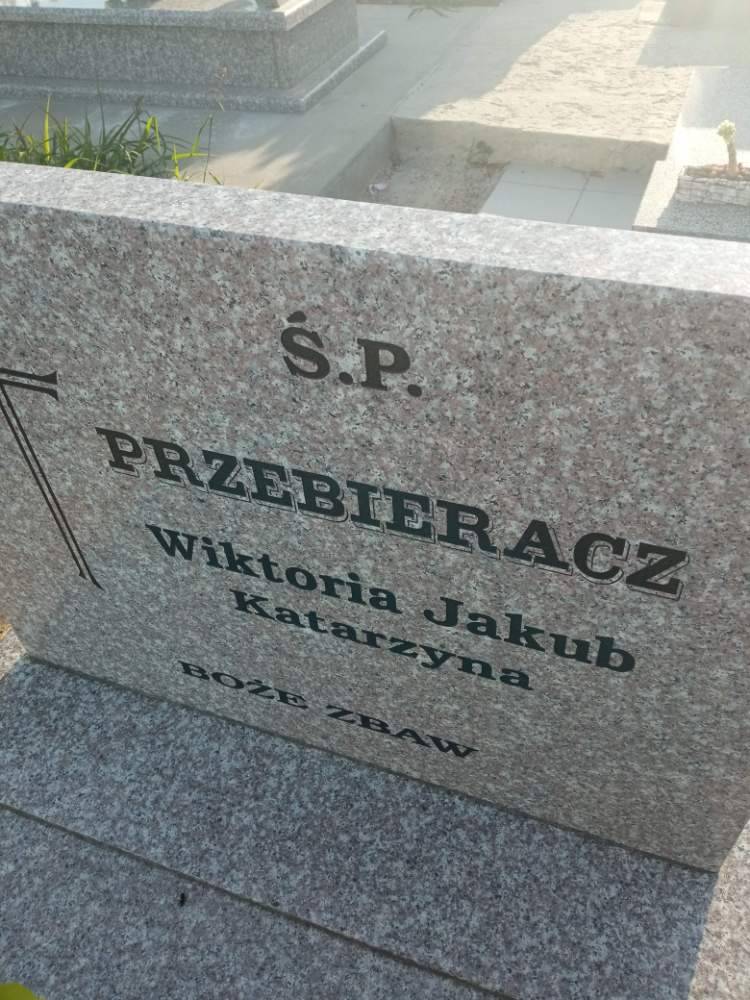 Ś.P.
PRZEBIERACZ
Wiktoria Jakub
Katarzyna
BOŻE ZBAW